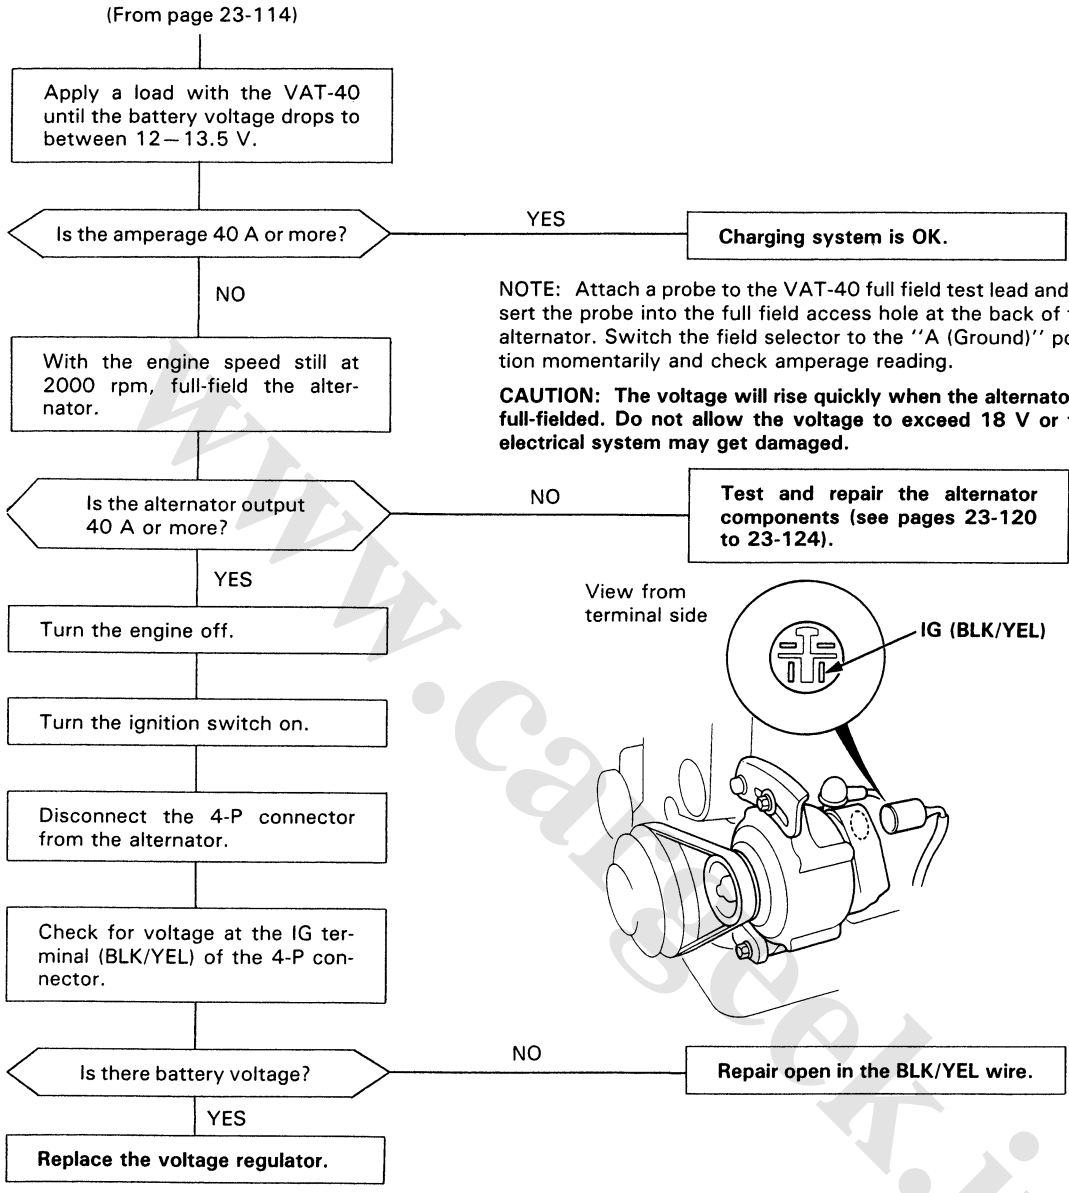 (From page 23-114)
Apply a load with the VAT-40
until the battery voltage drops to
between 12—13.5 V.
Is the amperage 40 A or more?
YES
Charging system is OK.
NO
NOTE: Attach a probe to the VAT-40 full field test lead and
sert the probe into the full field access hole at the back of
alternator. Switch the field selector to the ''A (Ground)'' po
tion momentarily and check amperage reading.
CAUTION: The voltage will rise quickly when the alternato
full-fielded. Do not allow the voltage to exceed 18 V or
electrical system may get damaged.
With the engine speed still at
2000 rpm, full-field the alter-
nator.
Is the alternator output
40 A or more?
NO
Test and repair the alternator
components (see pages 23-120
to 23-124).
YES
Turn the engine off.
Turn the ignition switch on.
Disconnect the 4-P connector
from the alternator.
Check for voltage at the IG ter-
minal (BLK/YEL) of the 4-P con-
nector.
View from
terminal side
IG (BLK/YEL)
Is there battery voltage?
NO
Repair open in the BLK/YEL wire.
YES
Replace the voltage regulator.
www.cargeek.i